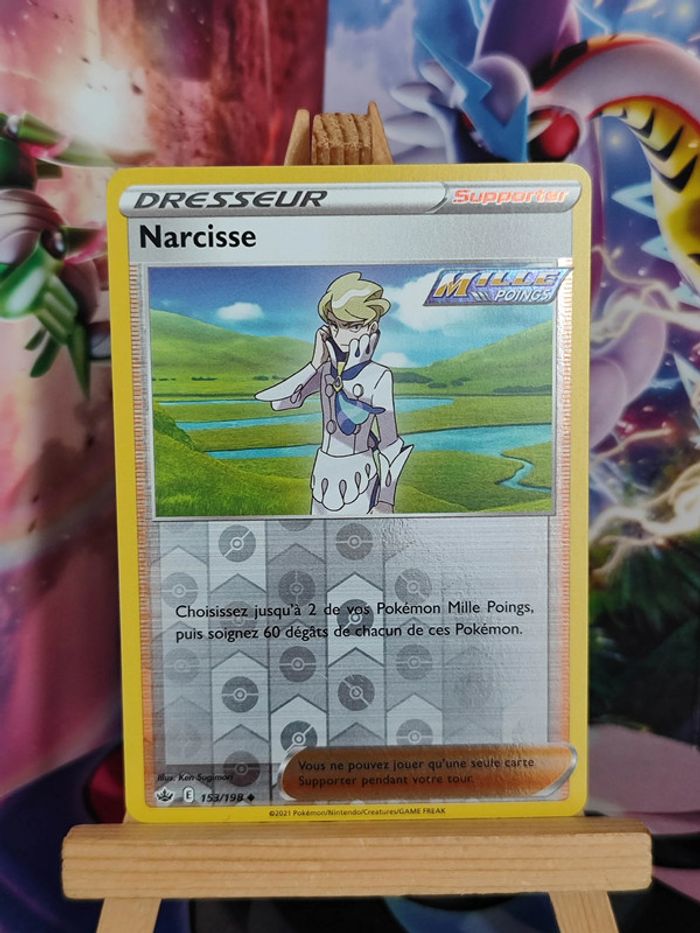 DRESSEUR Supporter
Narcisse
MILLE
POINGS
Choisissez jusqu'à 2 de vos Pokémon Mille Poings,
puis soignez 60 dégâts de chacun de ces Pokémon.
Vous ne pouvez jouer qu'une seule carte
Supporter pendant votre tour.
Illus. Ken Sugimori
E 153/198
©2021 Pokémon/Nintendo/Creatures/GAME FREAK